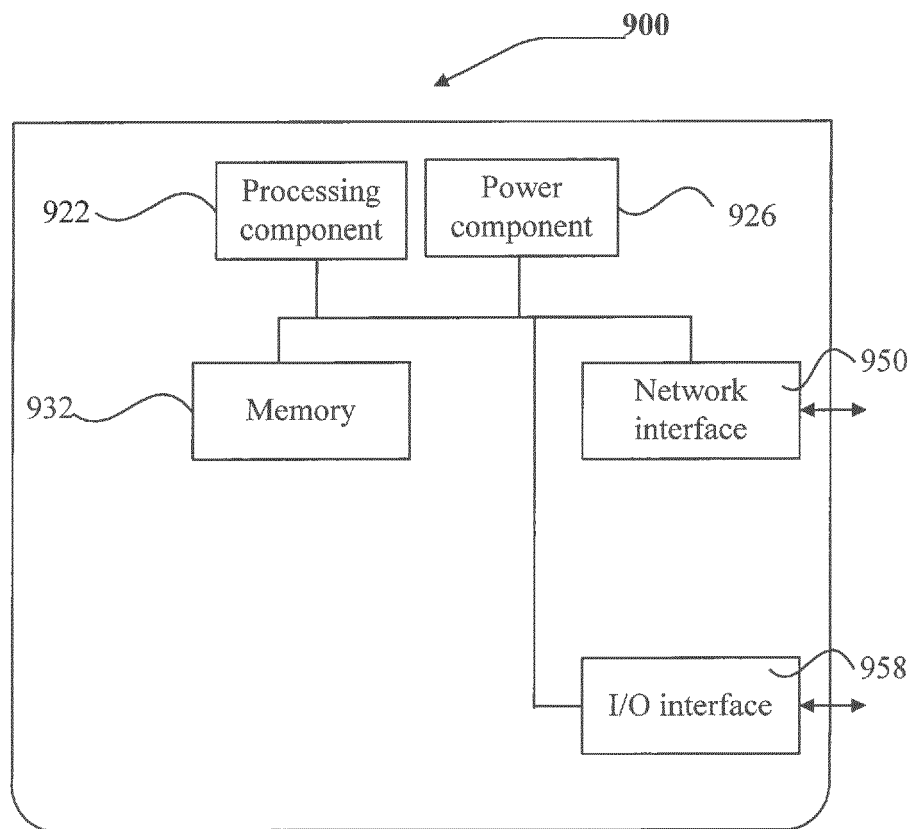 900
Processing
component
Power
component
922
926
Memory
932
Network
interface
950
I/O interface
958